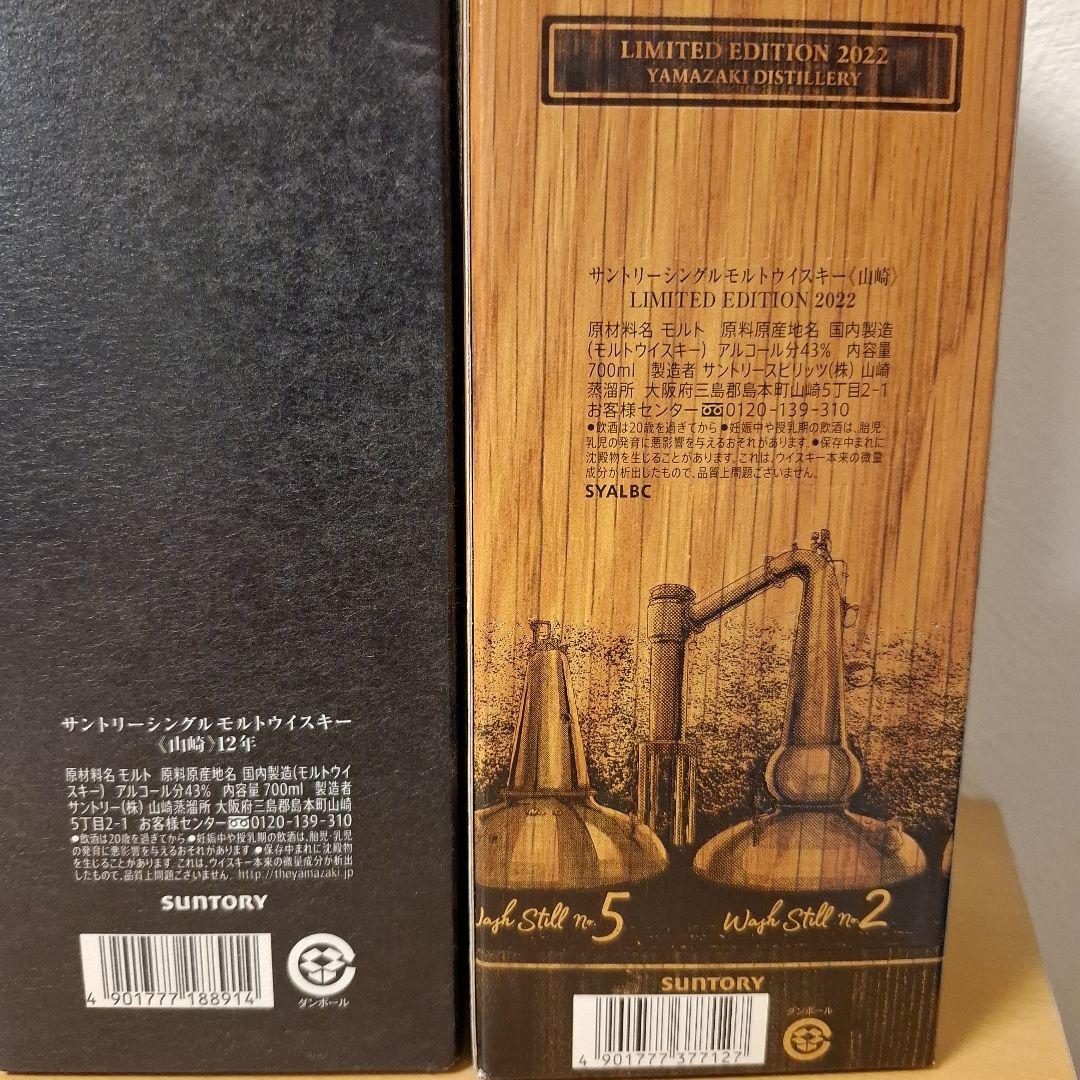 サントリーシングルモルトウイスキー
《山崎》12年
原材料名 モルト 原料原産地名 国内製造(モルトウイ
スキー) アルコール分43% 内容量 700ml 製造者
サントリー(株) 山崎蒸溜所 大阪府三島郡島本町山崎
5丁目2-1 お客様センター 0120-139-310
●飲酒は20歳を過ぎてから ●妊娠中や授乳期の飲酒は、胎児・乳児
の発育に悪影響を与えるおそれがあります ●保存中まれに沈殿物
を生じることがあります。これは、ウイスキー本来の微量成分が析出
したもので、品質上問題ございません。 http://theyamazaki.jp
SUNTORY
4 901777 188914
ダンボール
LIMITED EDITION 2022
YAMAZAKI DISTILLERY
サントリーシングルモルトウイスキー《山崎》
LIMITED EDITION 2022
原材料名 モルト 原料原産地名 国内製造
(モルトウイスキー) アルコール分43% 内容量
700ml 製造者 サントリースピリッツ(株) 山崎
蒸溜所 大阪府三島郡島本町山崎5丁目2-1
お客様センター 0120-139-310
●飲酒は20歳を過ぎてから ●妊娠中や授乳期の飲酒は、胎児・
乳児の発育に悪影響を与えるおそれがあります。●保存中まれに
沈殿物を生じることがあります。これは、ウイスキー本来の微量
成分が析出したもので、品質上問題ございません。
SYALBC
Wash Still no. 5
Wash Still no. 2
SUNTORY
4 901777 377127
ダンボール